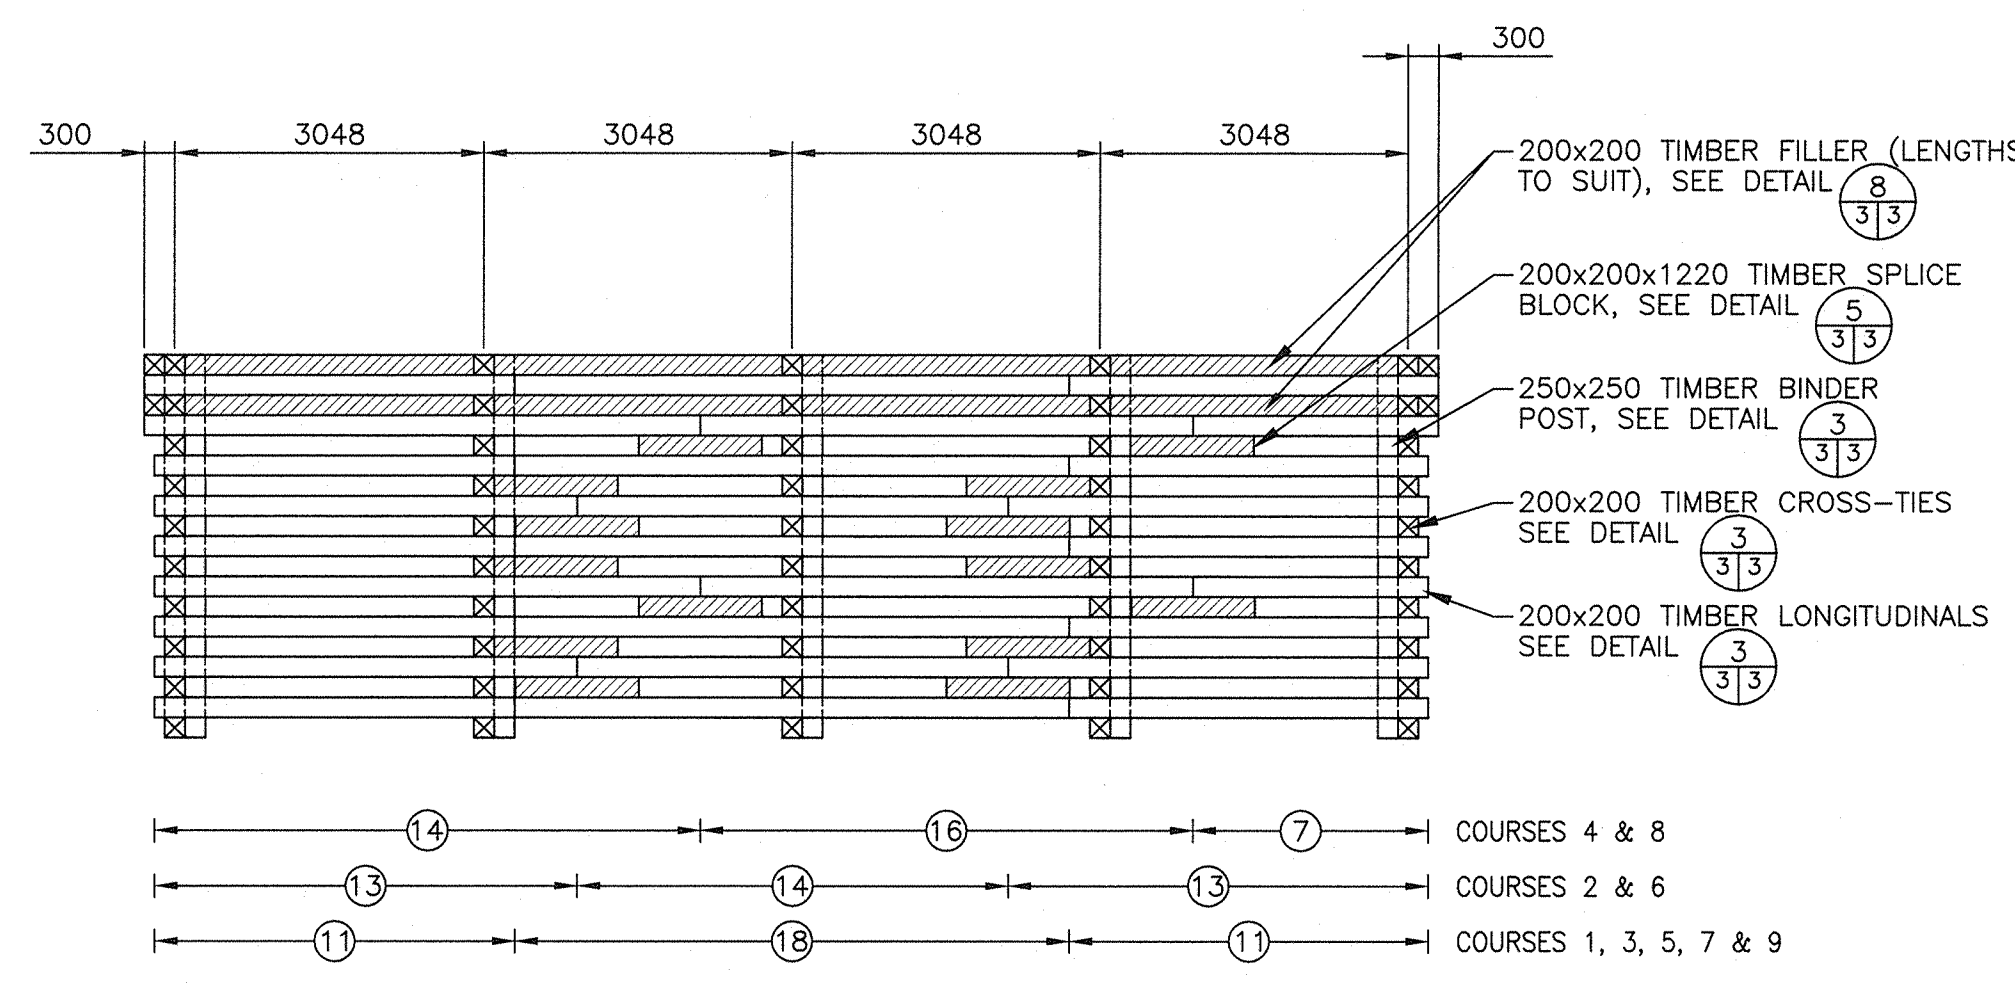 300
300
3048
3048
3048
3048
200x200 TIMBER FILLER (LENGTHS
TO SUIT), SEE DETAIL
8
3 3
200x200x1220 TIMBER SPLICE
BLOCK, SEE DETAIL
5
3 3
250x250 TIMBER BINDER
POST, SEE DETAIL
3
3 3
200x200 TIMBER CROSS-TIES
SEE DETAIL
3
3 3
200x200 TIMBER LONGITUDINALS
SEE DETAIL
3
3 3
14 16 7 COURSES 4 & 8
13 14 13 COURSES 2 & 6
11 18 11 COURSES 1, 3, 5, 7 & 9